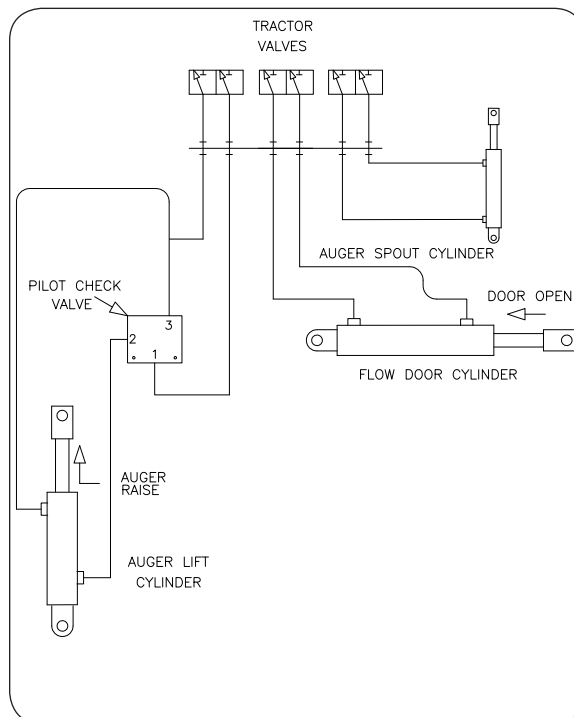 TRACTOR
VALVES
AUGER SPOUT CYLINDER
PILOT CHECK
VALVE
3
2
1
DOOR OPEN
FLOW DOOR CYLINDER
AUGER
RAISE
AUGER LIFT
CYLINDER